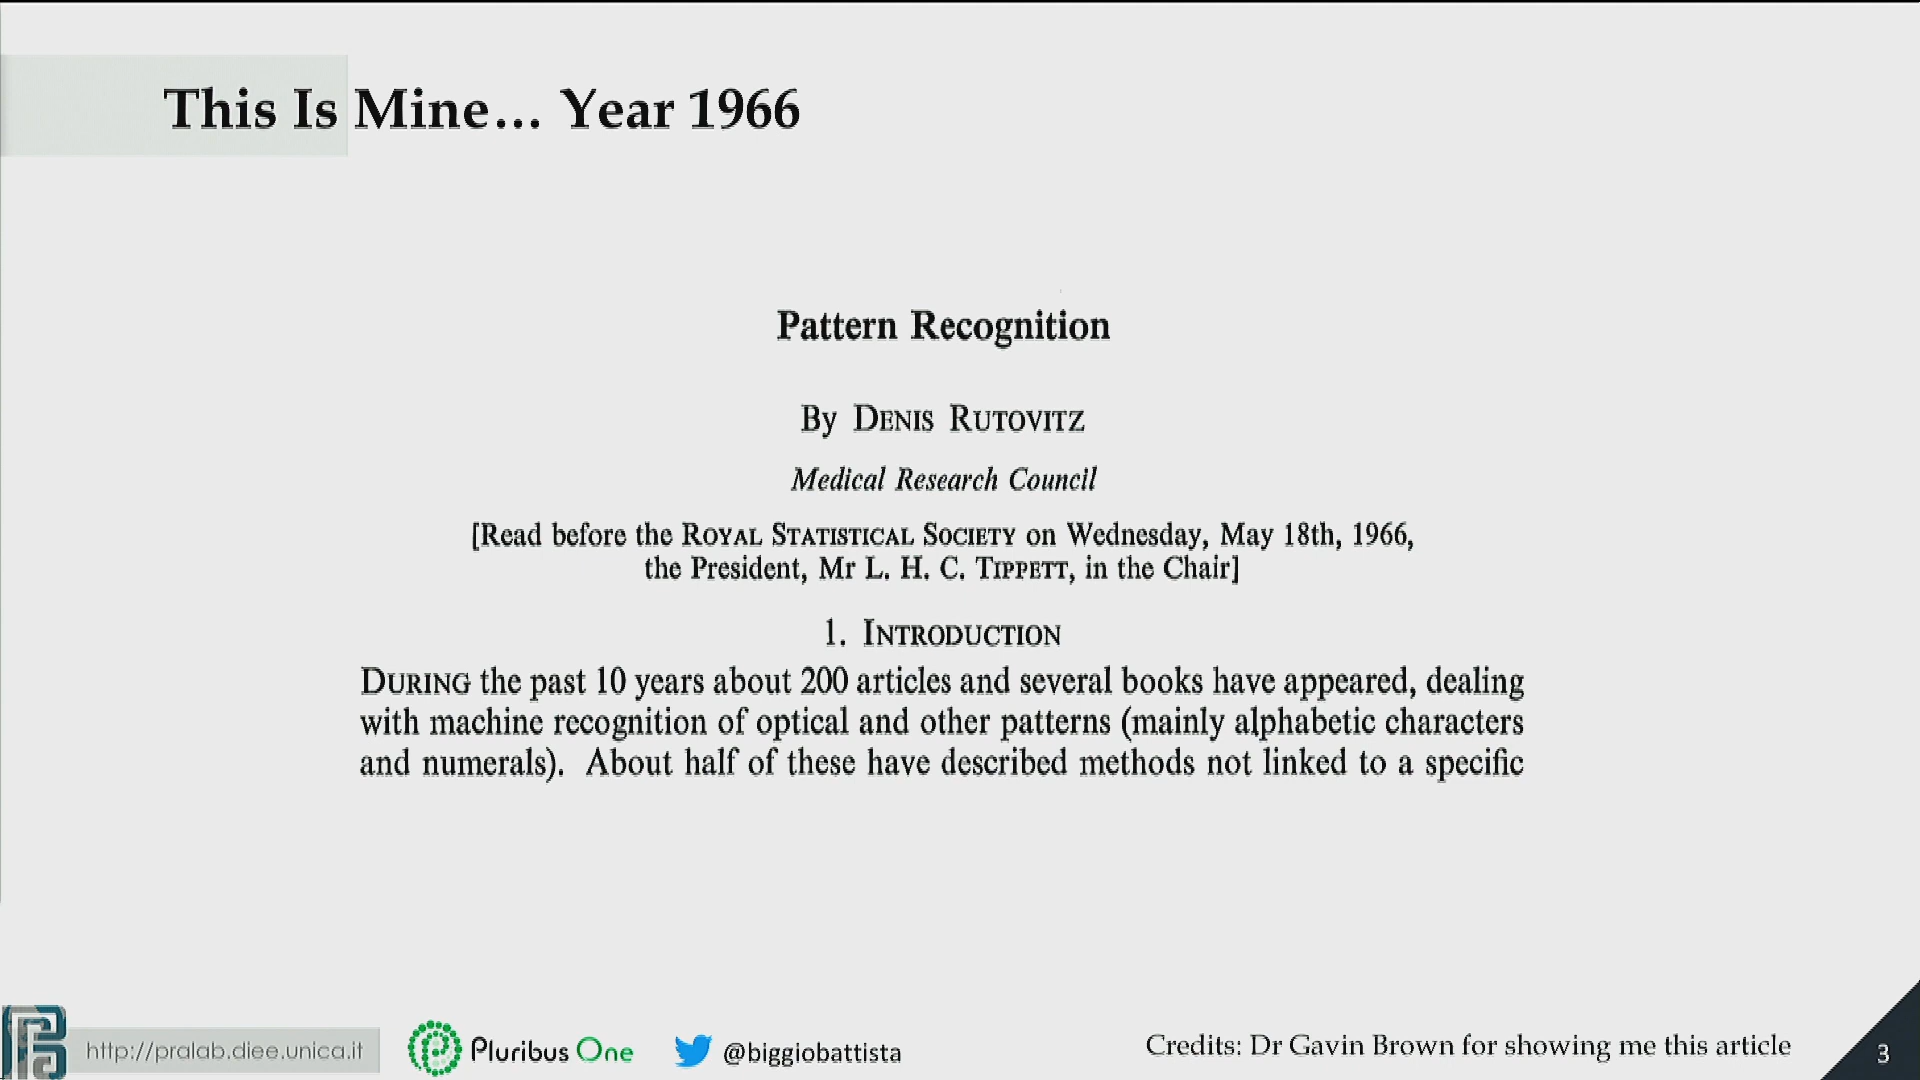 This Is Mine… Year 1966
Pattern Recognition
By DENIS RUTOVITZ
Medical Research Council
[Read before the ROYAL STATISTICAL SOCIETY on Wednesday, May 18th, 1966,
the President, Mr L. H. C. TIPPETT, in the Chair]
1. INTRODUCTION
DURING the past 10 years about 200 articles and several books have appeared, dealing
with machine recognition of optical and other patterns (mainly alphabetic characters
and numerals). About half of these have described methods not linked to a specific
http://pralab.diee.unica.it
Pluribus One
@biggiobattista
Credits: Dr Gavin Brown for showing me this article
3